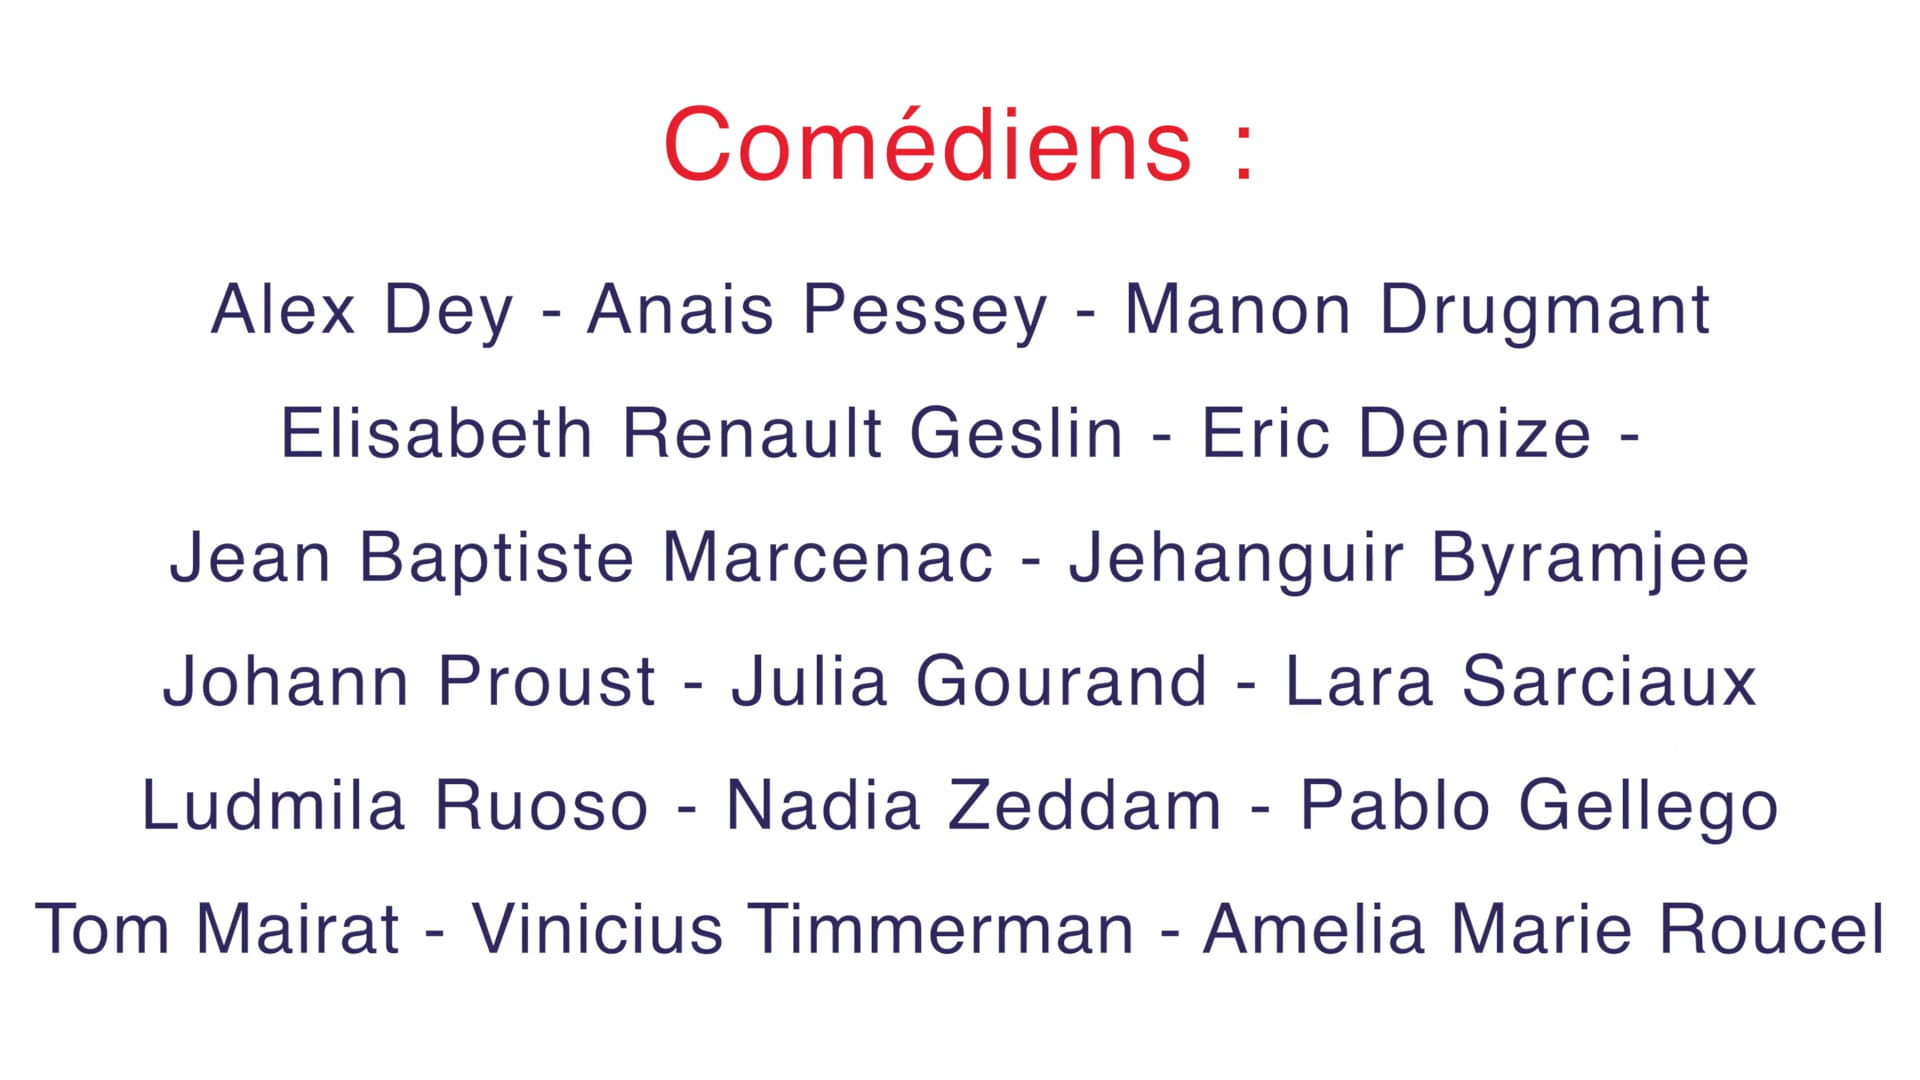 Comédiens :
Alex Dey - Anais Pessey - Manon Drugmant
Elisabeth Renault Geslin - Eric Denize -
Jean Baptiste Marcenac - Jehanguir Byramjee
Johann Proust - Julia Gourand - Lara Sarciaux
Ludmila Ruoso - Nadia Zeddam - Pablo Gellego
Tom Mairat - Vinicius Timmerman - Amelia Marie Roucel